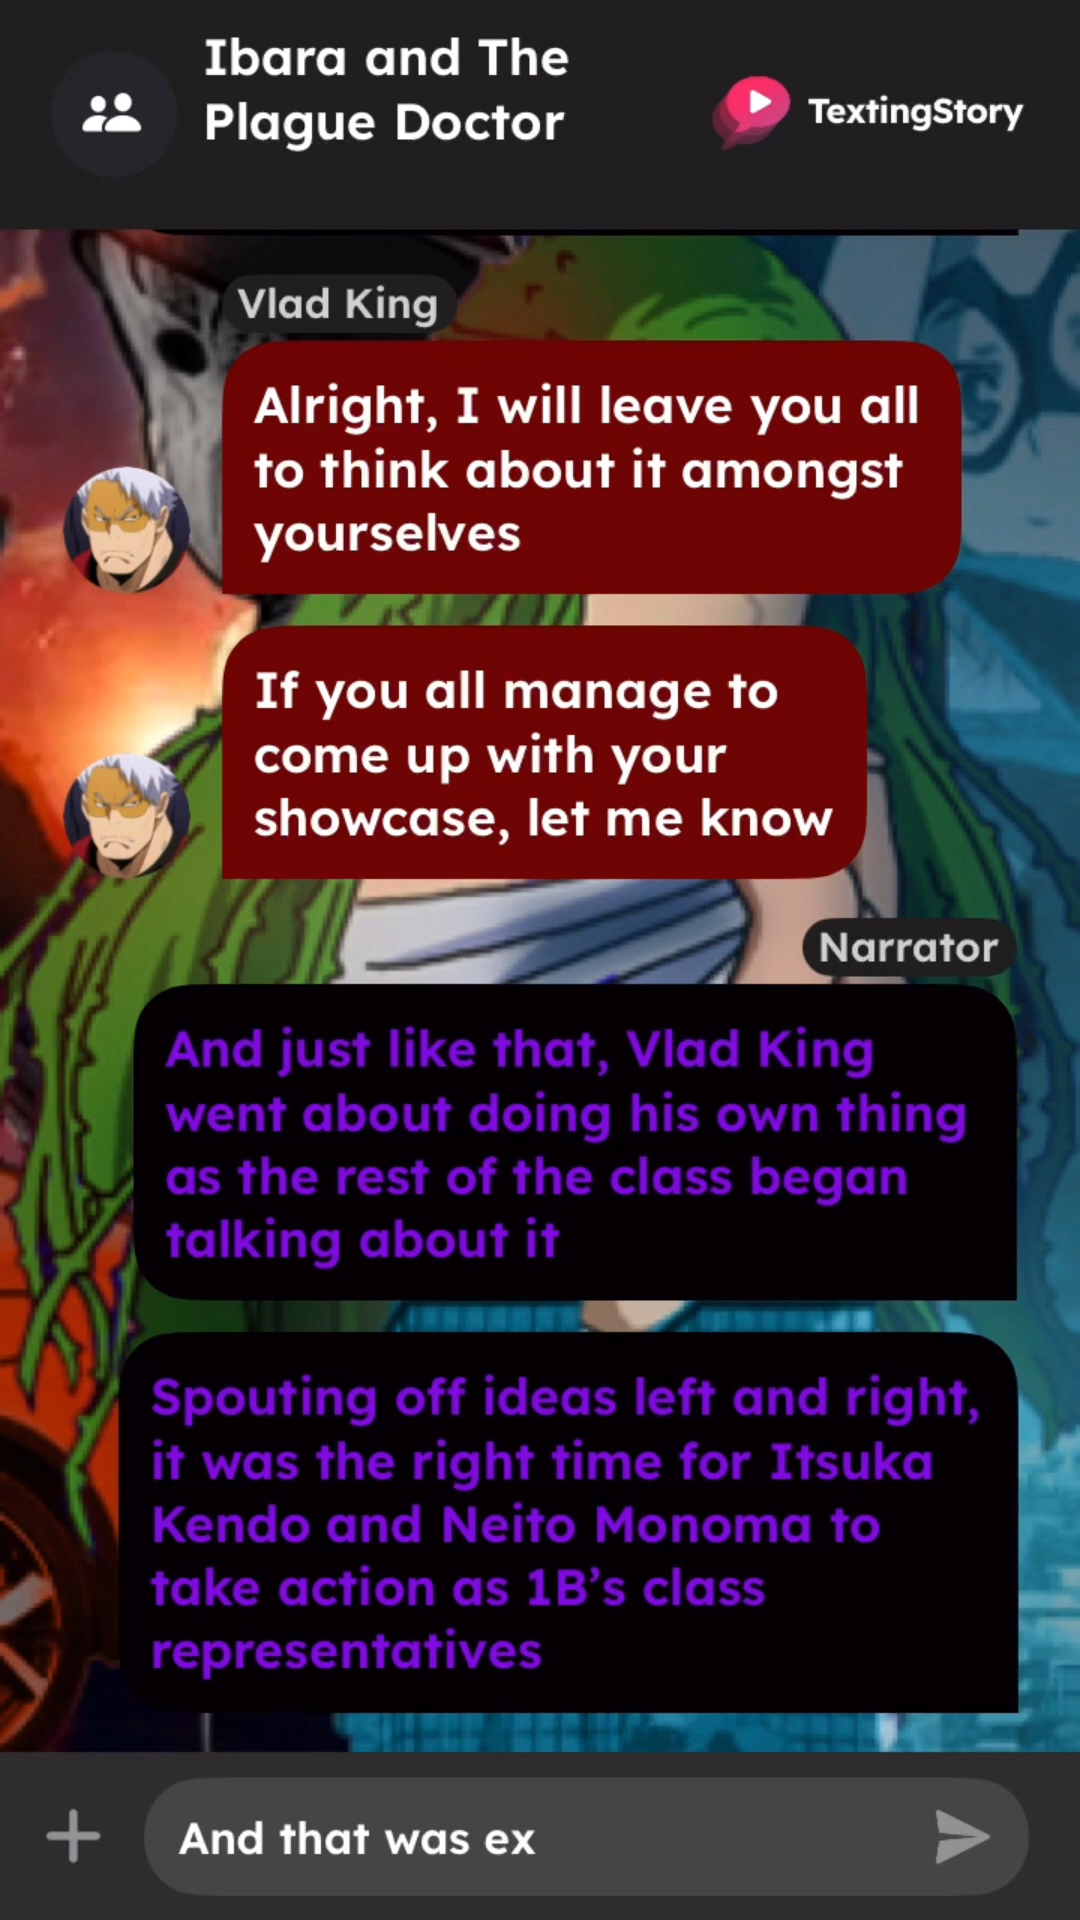 Ibara and The
Plague Doctor
TextingStory
Vlad King
Alright, I will leave you all
to think about it amongst
yourselves
If you all manage to
come up with your
showcase, let me know
Narrator
And just like that, Vlad King
went about doing his own thing
as the rest of the class began
talking about it
Spouting off ideas left and right,
it was the right time for Itsuka
Kendo and Neito Monoma to
take action as 1B’s class
representatives
And that was ex